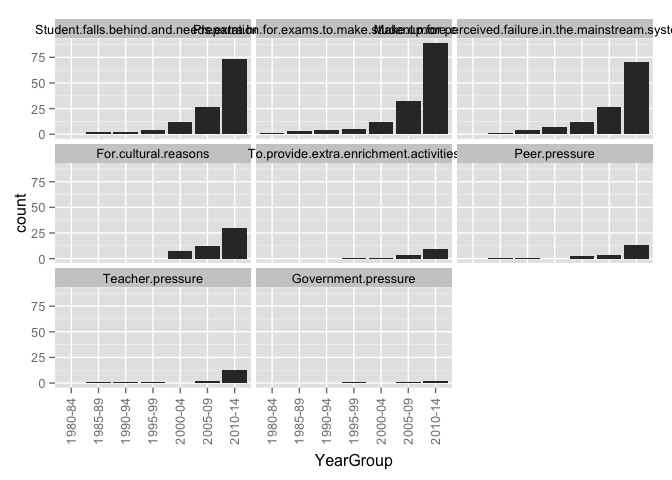 Student.falls.behind.and.needs
.for.exams.to.make.
perceived.failure.in.the.mainstream.
75
50
25
0
For.cultural.reasons
To.provide.extra.enrichment.activities
Peer.pressure
75
50
25
0
count
Teacher.pressure
Government.pressure
75
50
25
0
1980-84
1985-89
1990-94
1995-99
2000-04
2005-09
2010-14
1980-84
1985-89
1990-94
1995-99
2000-04
2005-09
2010-14
YearGroup